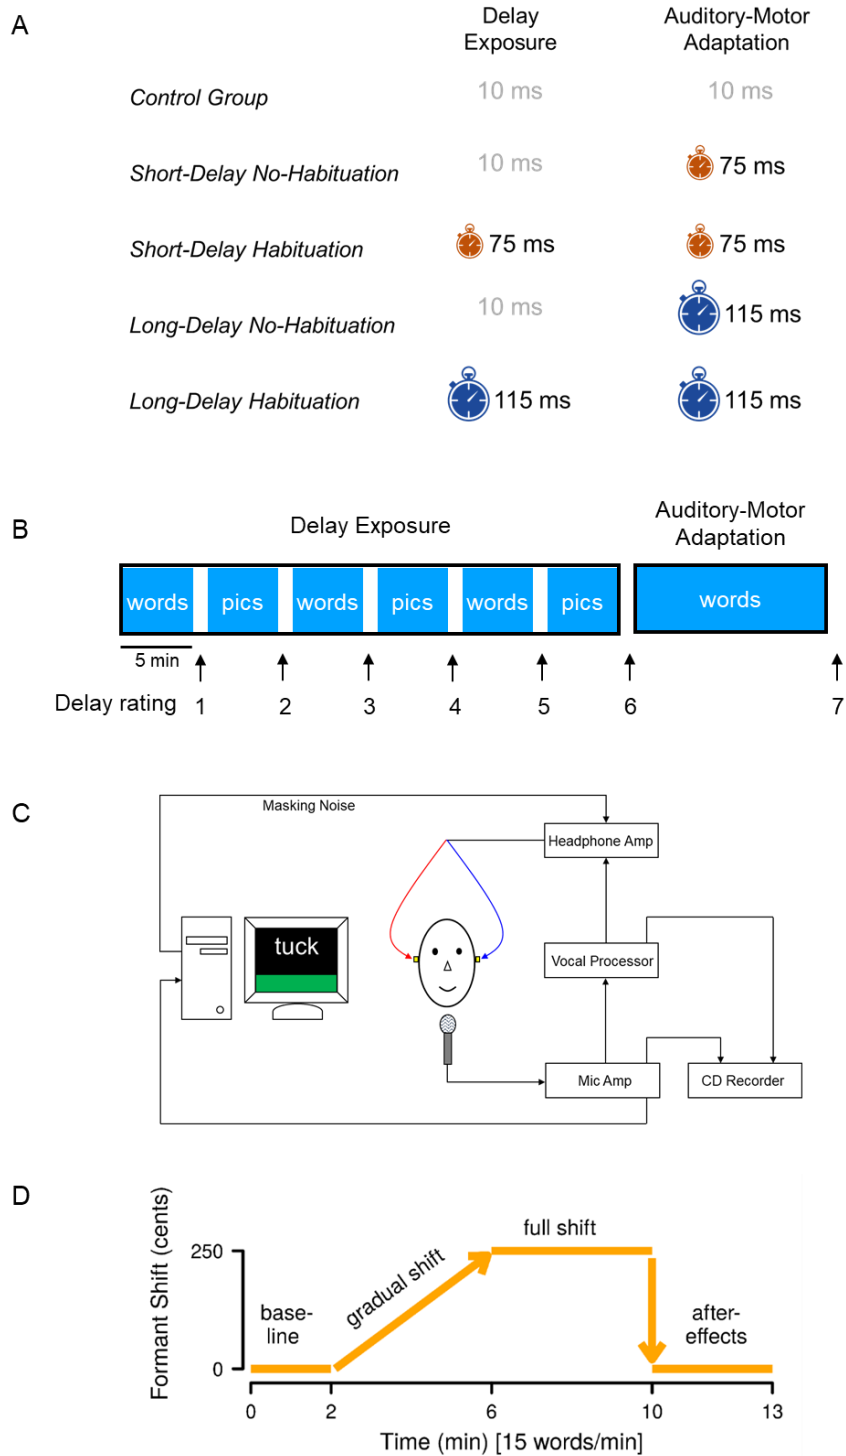 A
Delay
Exposure
Auditory-Motor
Adaptation
Control Group 10 ms 10 ms
Short-Delay No-Habituation 10 ms 75 ms
Short-Delay Habituation 75 ms 75 ms
Long-Delay No-Habituation 10 ms 115 ms
Long-Delay Habituation 115 ms 115 ms
B
Delay Exposure
Auditory-Motor
Adaptation
words pics words pics words pics words
5 min
Delay rating 1 2 3 4 5 6 7
C
Masking Noise
Headphone Amp
tuck
Vocal Processor
Mic Amp
CD Recorder
D
Formant Shift (cents)
250
0
base-
line
gradual shift
full shift
after-
effects
0 2 6 10 13
Time (min) [15 words/min]